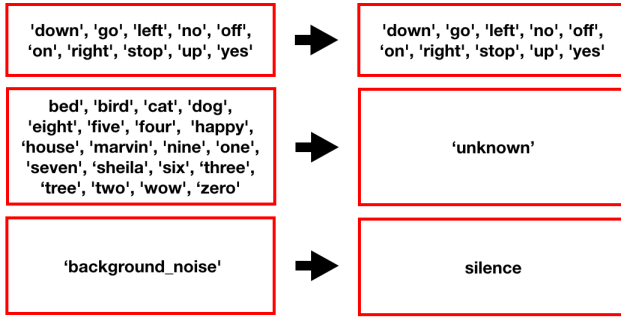 'down', 'go', 'left', 'no', 'off',
‘on', 'right', 'stop', 'up', 'yes'
'down', 'go', 'left', 'no', 'off',
‘on', 'right', 'stop', 'up', 'yes'
bed', 'bird', 'cat', 'dog',
'eight', 'five', 'four', 'happy',
‘house', 'marvin', 'nine', 'one',
'seven', ‘sheila', 'six', ‘three',
‘tree', 'two', 'wow', ‘zero'
‘unknown’
‘background_noise'
silence